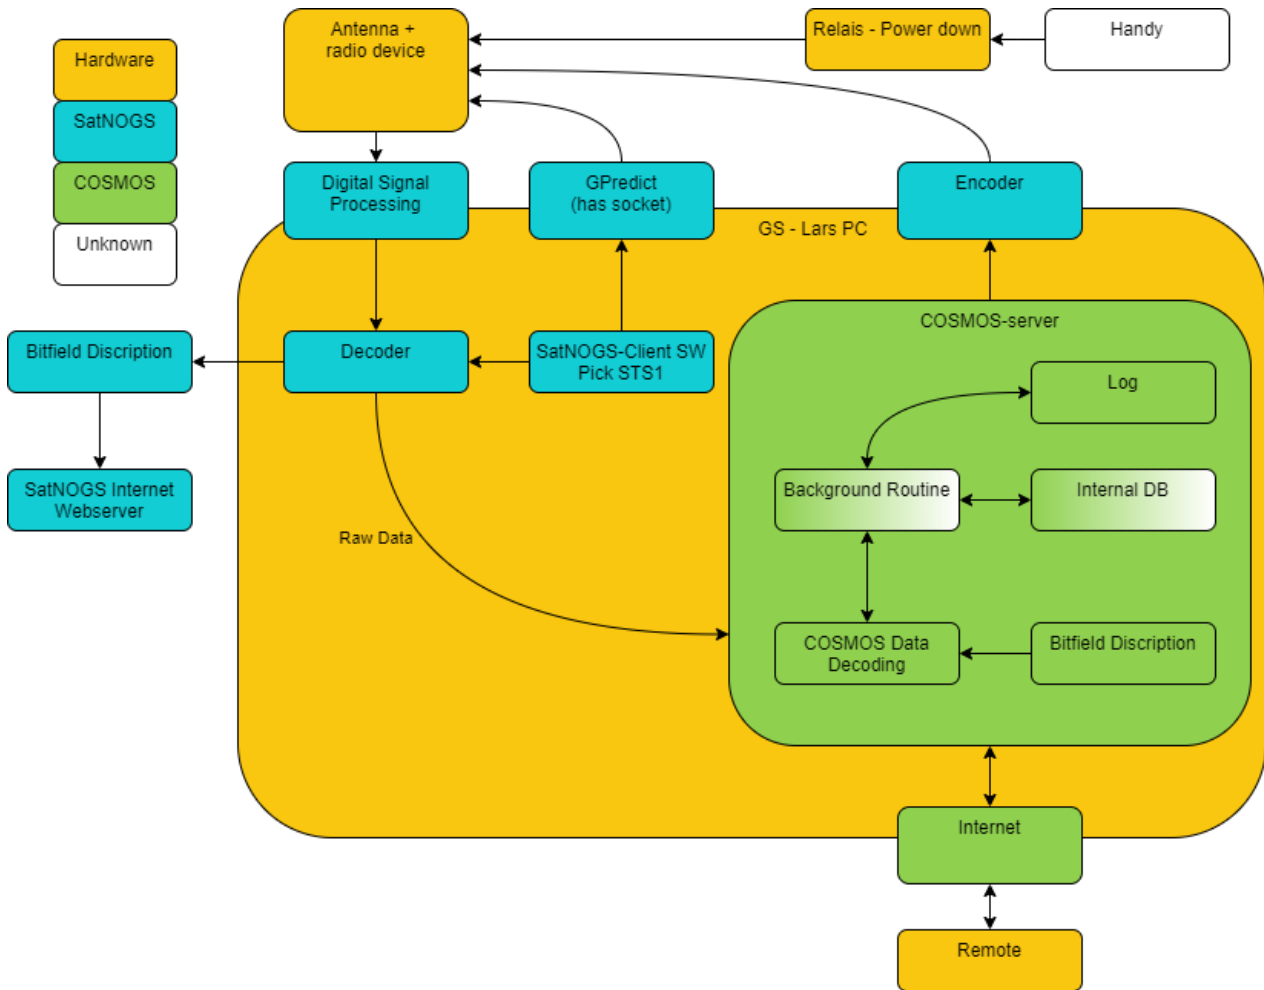 Antenna +
radio device
Relais - Power down
Handy
Hardware
SatNOGS
COSMOS
Unknown
Digital Signal
Processing
GPredict
(has socket)
Encoder
GS - Lars PC
COSMOS-server
Bitfield Discription
Decoder
SatNOGS-Client SW
Pick STS1
Log
SatNOGS Internet
Webserver
Background Routine
Internal DB
Raw Data
COSMOS Data
Decoding
Bitfield Discription
Internet
Remote